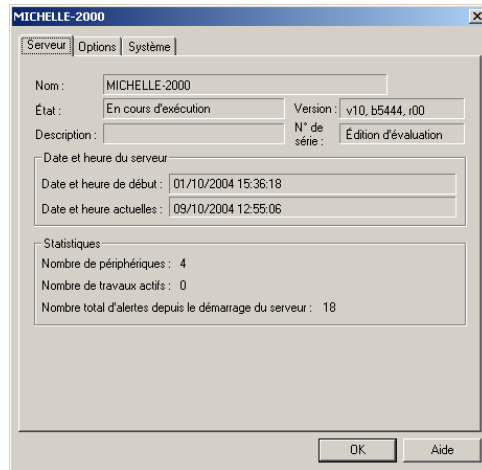 MICHELLE-2000
Serveur Options Système
Nom : MICHELLE-2000
État : En cours d'exécution Version : v10, b5444, r00
Description : N° de série : Édition d'évaluation
Date et heure du serveur
Date et heure de début : 01/10/2004 15:36:18
Date et heure actuelles : 09/10/2004 12:55:06
Statistiques
Nombre de périphériques : 4
Nombre de travaux actifs : 0
Nombre total d'alertes depuis le démarrage du serveur : 18
OK Aide